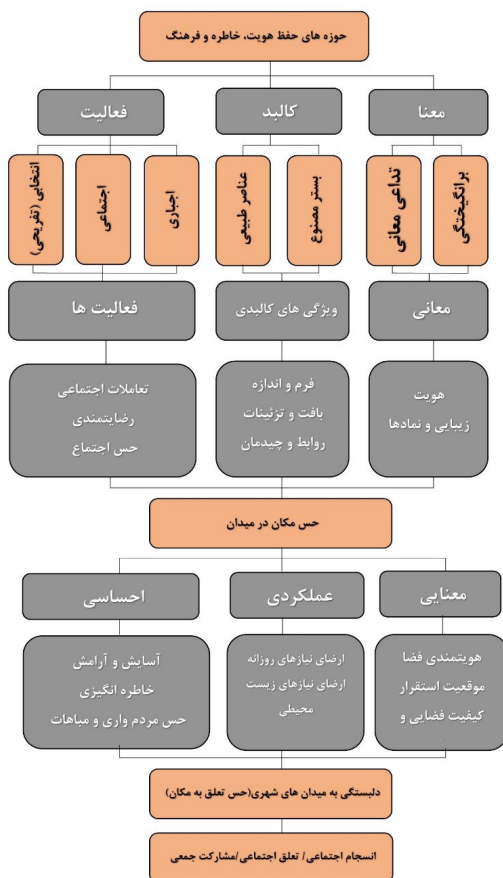 حوزه های حفظ هویت، خاطره و فرهنگ
معنا
کالبد
فعالیت
برانگیختگی
تداعی معانی
بستر مصنوع
عناصر طبیعی
اجباری
اجتماعی
انتخابی (تفریحی)
معانی
ویژگی های کالبدی
فعالیت ها
هویت
زیبایی و نمادها
فرم و اندازه
بافت و تزئینات
روابط و چیدمان
تعاملات اجتماعی
رضایتمندی
حس اجتماع
حس مکان در میدان
معنایی
عملکردی
احساسی
هویتمندی فضا
موقعیت استقرار
کیفیت فضایی و
ارضای نیازهای روزانه
ارضای نیازهای زیست
محیطی
آسایش و آرامش
خاطره انگیزی
حس مردم واری و مباهات
دلبستگی به میدان های شهری(حس تعلق به مکان)
انسجام اجتماعی/ تعلق اجتماعی/مشارکت جمعی